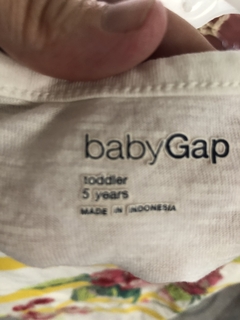 babyGap
toddler
5 years
MADE IN INDONESIA